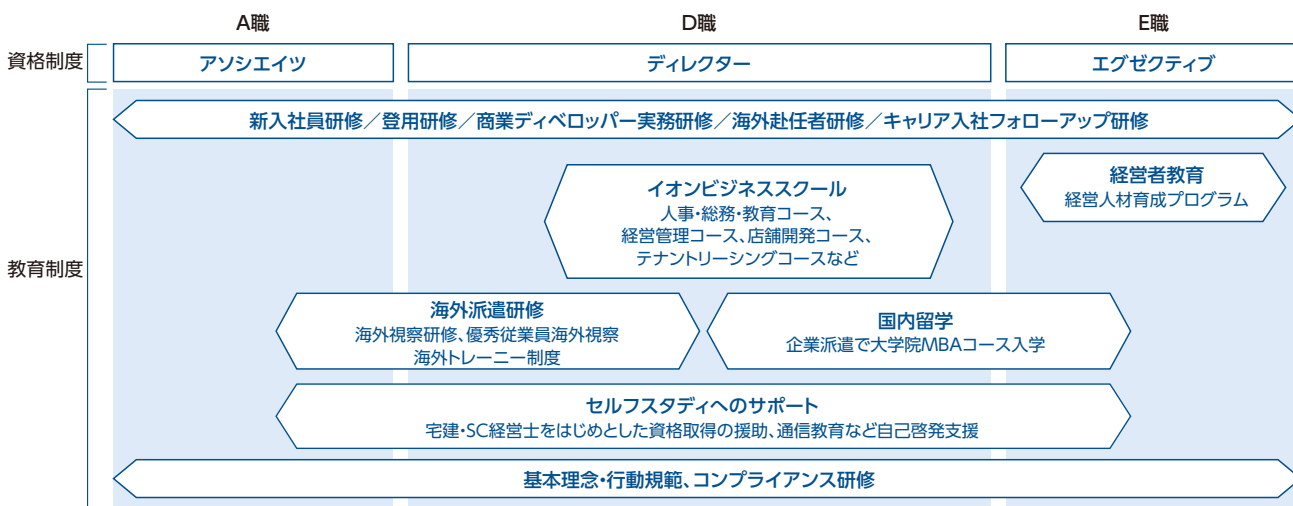 A職
D職
E職
資格制度
アソシエイツ
ディレクター
エグゼクティブ
新入社員研修／登用研修／商業ディベロッパー実務研修／海外赴任者研修／キャリア入社フォローアップ研修
経営者教育
経営人材育成プログラム
イオンビジネススクール
人事・総務・教育コース、
経営管理コース、店舗開発コース、
テナントリーシングコースなど
教育制度
海外派遣研修
海外視察研修、優秀従業員海外視察
海外トレーニー制度
国内留学
企業派遣で大学院MBAコース入学
セルフスタディへのサポート
宅建・SC経営士をはじめとした資格取得の援助、通信教育など自己啓発支援
基本理念・行動規範、コンプライアンス研修